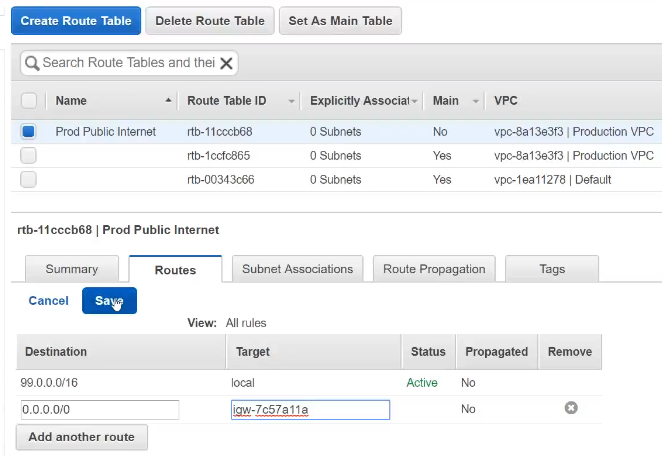 Create Route Table Delete Route Table Set As Main Table
Search Route Tables and thei
Name Route Table ID Explicitly Associat Main VPC
Prod Public Internet rtb-11cccb68 0 Subnets No vpc-8a13e3f3 | Production VPC
rtb-1ccfc865 0 Subnets Yes vpc-8a13e3f3 | Production VPC
rtb-00343c66 0 Subnets Yes vpc-1ea11278 | Default
rtb-11cccb68 | Prod Public Internet
Summary Routes Subnet Associations Route Propagation Tags
Cancel Save
View: All rules
Destination Target Status Propagated Remove
99.0.0.0/16 local Active No
0.0.0.0/0 igw-7c57a11a No
Add another route